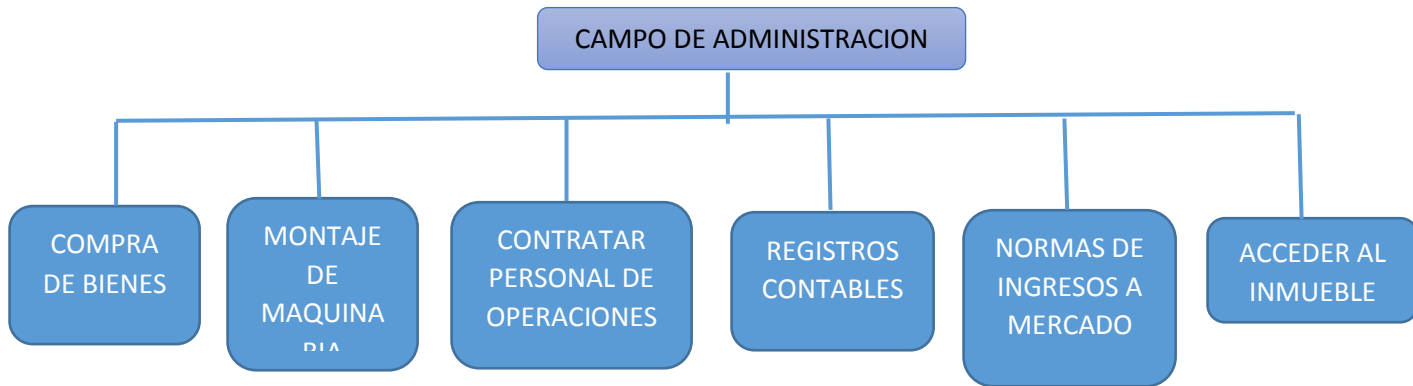 CAMPO DE ADMINISTRACION
COMPRA
DE BIENES
MONTAJE
DE
MAQUINA
RIA
CONTRATAR
PERSONAL DE
OPERACIONES
REGISTROS
CONTABLES
NORMAS DE
INGRESOS A
MERCADO
ACCEDER AL
INMUEBLE